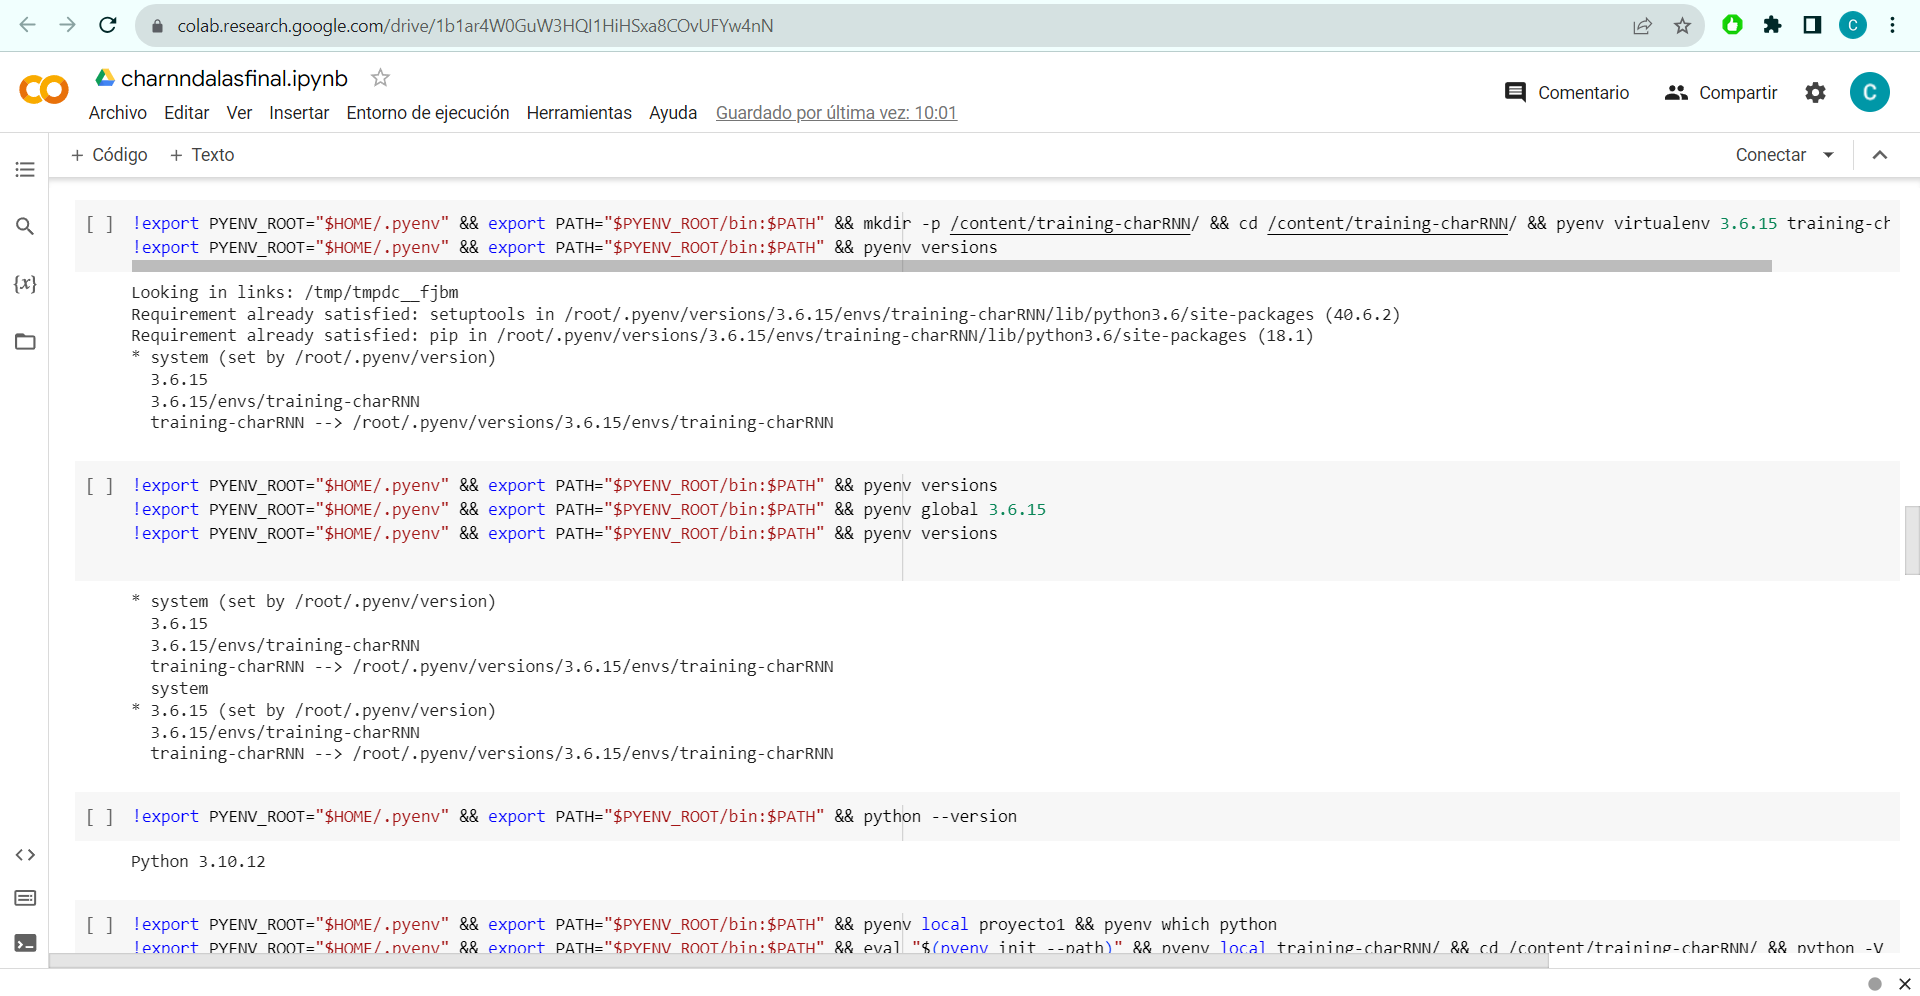 colab.research.google.com/drive/1b1ar4W0GuW3HQI1HiHSxa8COvUFYw4nN
C
charnndalasfinal.ipynb
Archivo Editar Ver Insertar Entorno de ejecución Herramientas Ayuda Guardado por última vez: 10:01
Comentario Compartir C
+ Código + Texto
Conectar
[ ] !export PYENV_ROOT="$HOME/.pyenv" && export PATH="$PYENV_ROOT/bin:$PATH" && mkdir -p /content/training-charRNN/ && cd /content/training-charRNN/ && pyenv virtualenv 3.6.15 training-ch
!export PYENV_ROOT="$HOME/.pyenv" && export PATH="$PYENV_ROOT/bin:$PATH" && pyenv versions
{x}
Looking in links: /tmp/tmpdc__fjbm
Requirement already satisfied: setuptools in /root/.pyenv/versions/3.6.15/envs/training-charRNN/lib/python3.6/site-packages (40.6.2)
Requirement already satisfied: pip in /root/.pyenv/versions/3.6.15/envs/training-charRNN/lib/python3.6/site-packages (18.1)
* system (set by /root/.pyenv/version)
3.6.15
3.6.15/envs/training-charRNN
training-charRNN --> /root/.pyenv/versions/3.6.15/envs/training-charRNN
[ ] !export PYENV_ROOT="$HOME/.pyenv" && export PATH="$PYENV_ROOT/bin:$PATH" && pyenv versions
!export PYENV_ROOT="$HOME/.pyenv" && export PATH="$PYENV_ROOT/bin:$PATH" && pyenv global 3.6.15
!export PYENV_ROOT="$HOME/.pyenv" && export PATH="$PYENV_ROOT/bin:$PATH" && pyenv versions
* system (set by /root/.pyenv/version)
3.6.15
3.6.15/envs/training-charRNN
training-charRNN --> /root/.pyenv/versions/3.6.15/envs/training-charRNN
system
* 3.6.15 (set by /root/.pyenv/version)
3.6.15/envs/training-charRNN
training-charRNN --> /root/.pyenv/versions/3.6.15/envs/training-charRNN
[ ] !export PYENV_ROOT="$HOME/.pyenv" && export PATH="$PYENV_ROOT/bin:$PATH" && python --version
Python 3.10.12
[ ] !export PYENV_ROOT="$HOME/.pyenv" && export PATH="$PYENV_ROOT/bin:$PATH" && pyenv local proyecto1 && pyenv which python
!export PYENV_ROOT="$HOME/.pyenv" && export PATH="$PYENV_ROOT/bin:$PATH" && eval "$(pyenv init --path)" && pyenv local training-charRNN/ && cd /content/training-charRNN/ && python -V